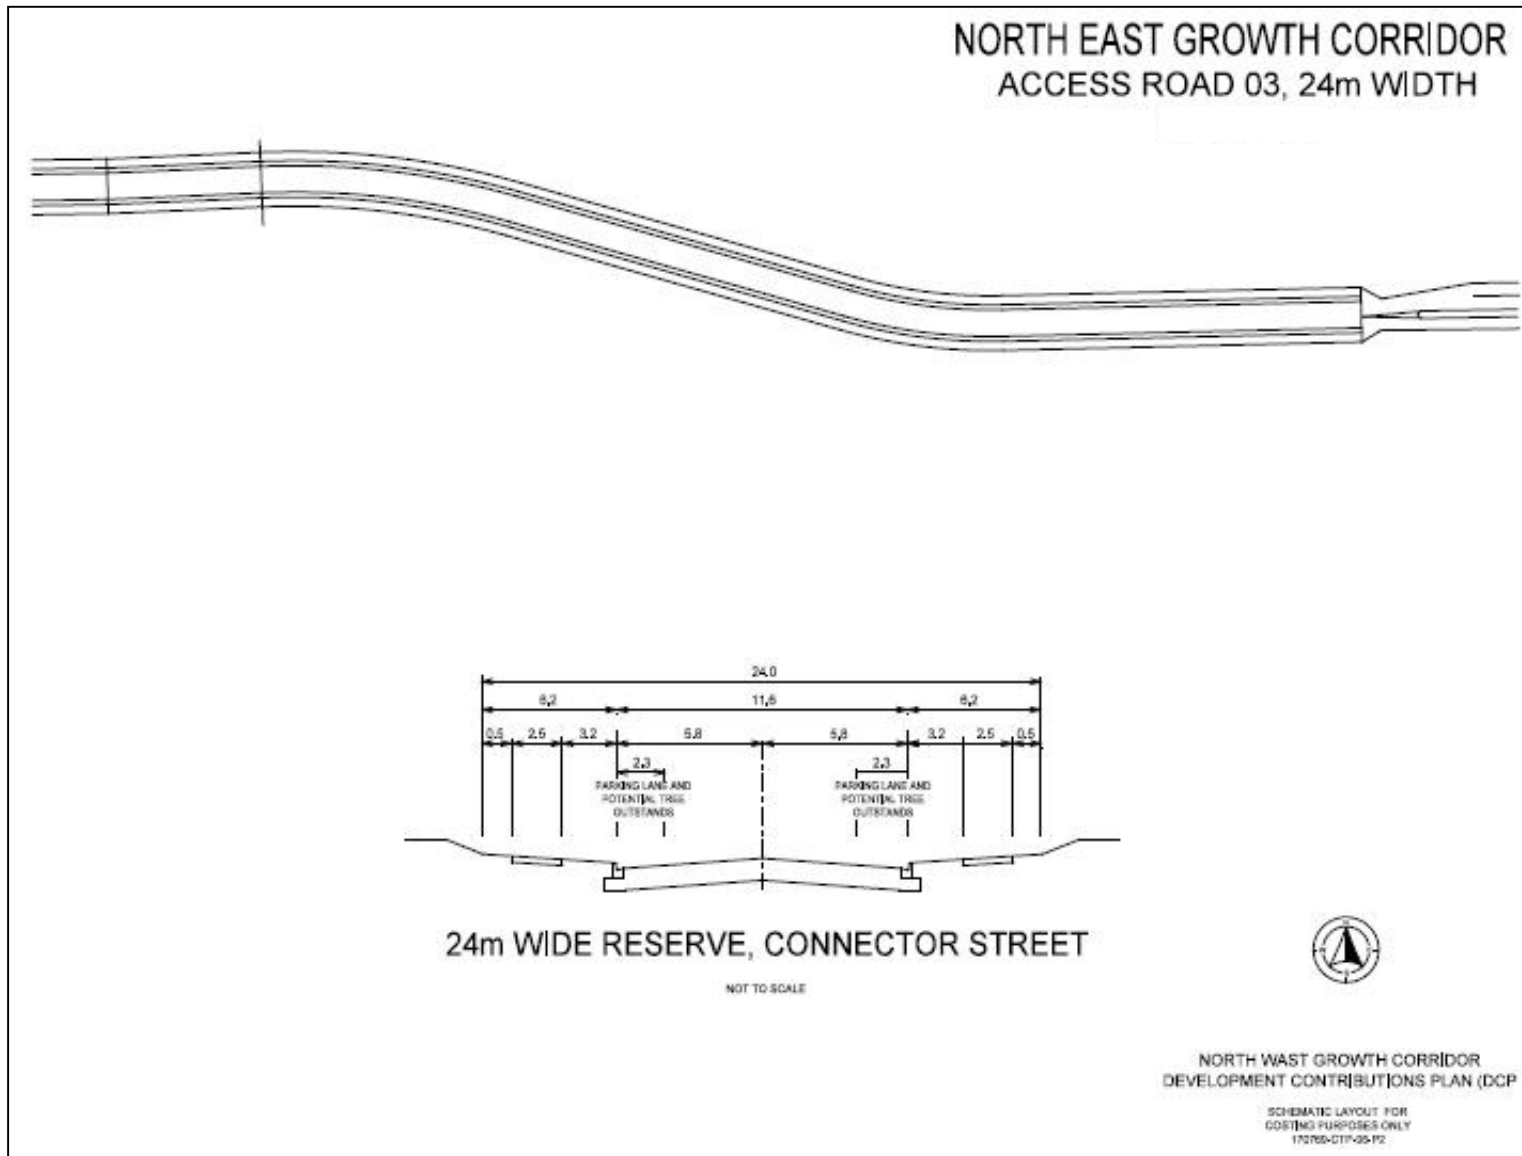 NORTH EAST GROWTH CORRIDOR
ACCESS ROAD 03, 24m WIDTH
24.0
6.2 11.6 6.2
0.5 2.5 3.2 5.8 5.8 3.2 2.5 0.5
2.3 2.3
PARKING LANE AND PARKING LANE AND
POTENTIAL TREE POTENTIAL TREE
OUTSTANDS OUTSTANDS
24m WIDE RESERVE, CONNECTOR STREET
NOT TO SCALE
NORTH WAST GROWTH CORRIDOR
DEVELOPMENT CONTRIBUTIONS PLAN (DCP
SCHEMATIC LAYOUT FOR
COSTING PURPOSES ONLY